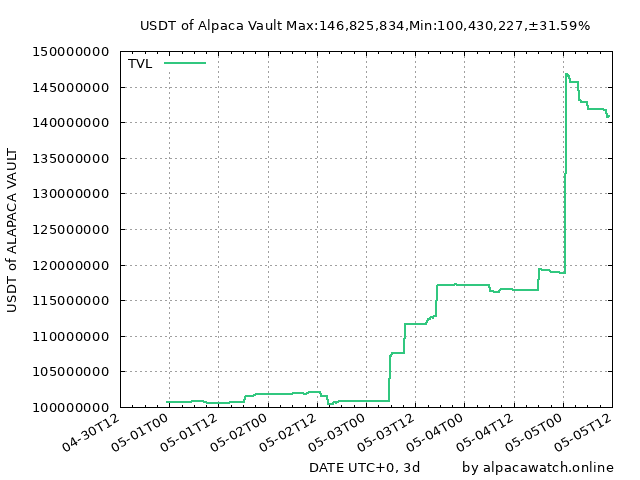 USDT of Alpaca Vault Max:146,825,834,Min:100,430,227,±31.59%
TVL
150000000
145000000
140000000
135000000
130000000
125000000
120000000
115000000
110000000
105000000
100000000
USDT of ALAPACA VAULT
04-30T12
05-01T00
05-01T12
05-02T00
05-02T12
05-03T00
05-03T12
05-04T00
05-04T12
05-05T00
05-05T12
DATE UTC+0, 3d
by alpacawatch.online